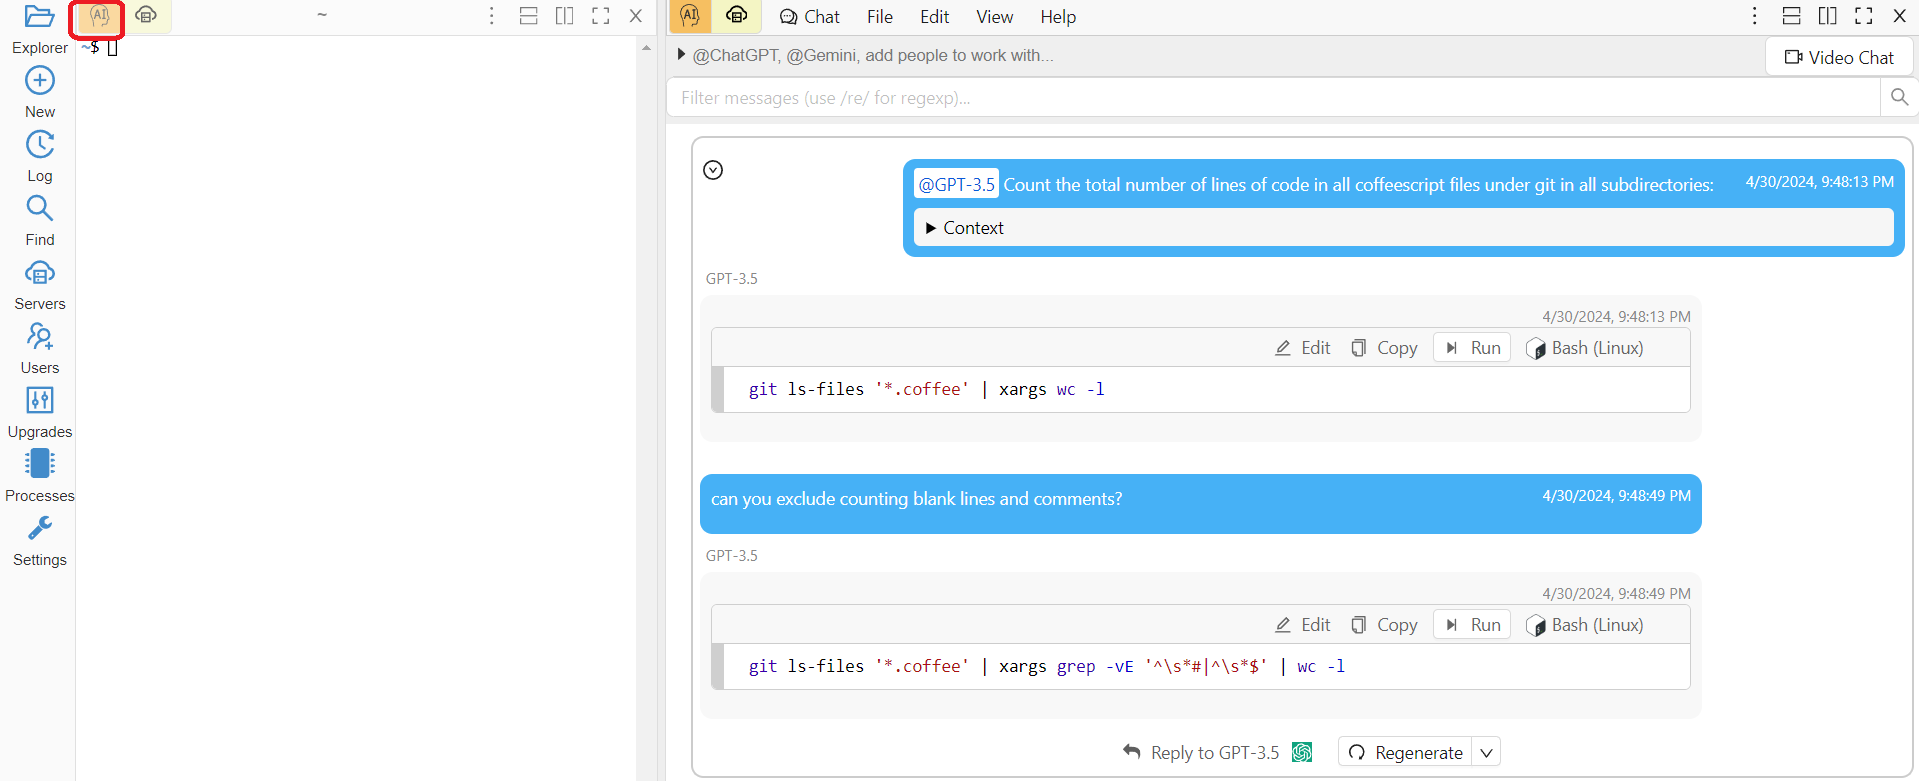 AI
~
Explorer
~$
New
Log
Find
Servers
Users
Upgrades
Processes
Settings
AI
Chat
File
Edit
View
Help
@ChatGPT, @Gemini, add people to work with...
Video Chat
Filter messages (use /re/ for regexp)...
@GPT-3.5 Count the total number of lines of code in all coffeescript files under git in all subdirectories:
4/30/2024, 9:48:13 PM
Context
GPT-3.5
4/30/2024, 9:48:13 PM
Edit
Copy
Run
Bash (Linux)
git ls-files '*.coffee' | xargs wc -l
can you exclude counting blank lines and comments?
4/30/2024, 9:48:49 PM
GPT-3.5
4/30/2024, 9:48:49 PM
Edit
Copy
Run
Bash (Linux)
git ls-files '*.coffee' | xargs grep -vE '^\s*#|^\s*$' | wc -l
Reply to GPT-3.5
Regenerate